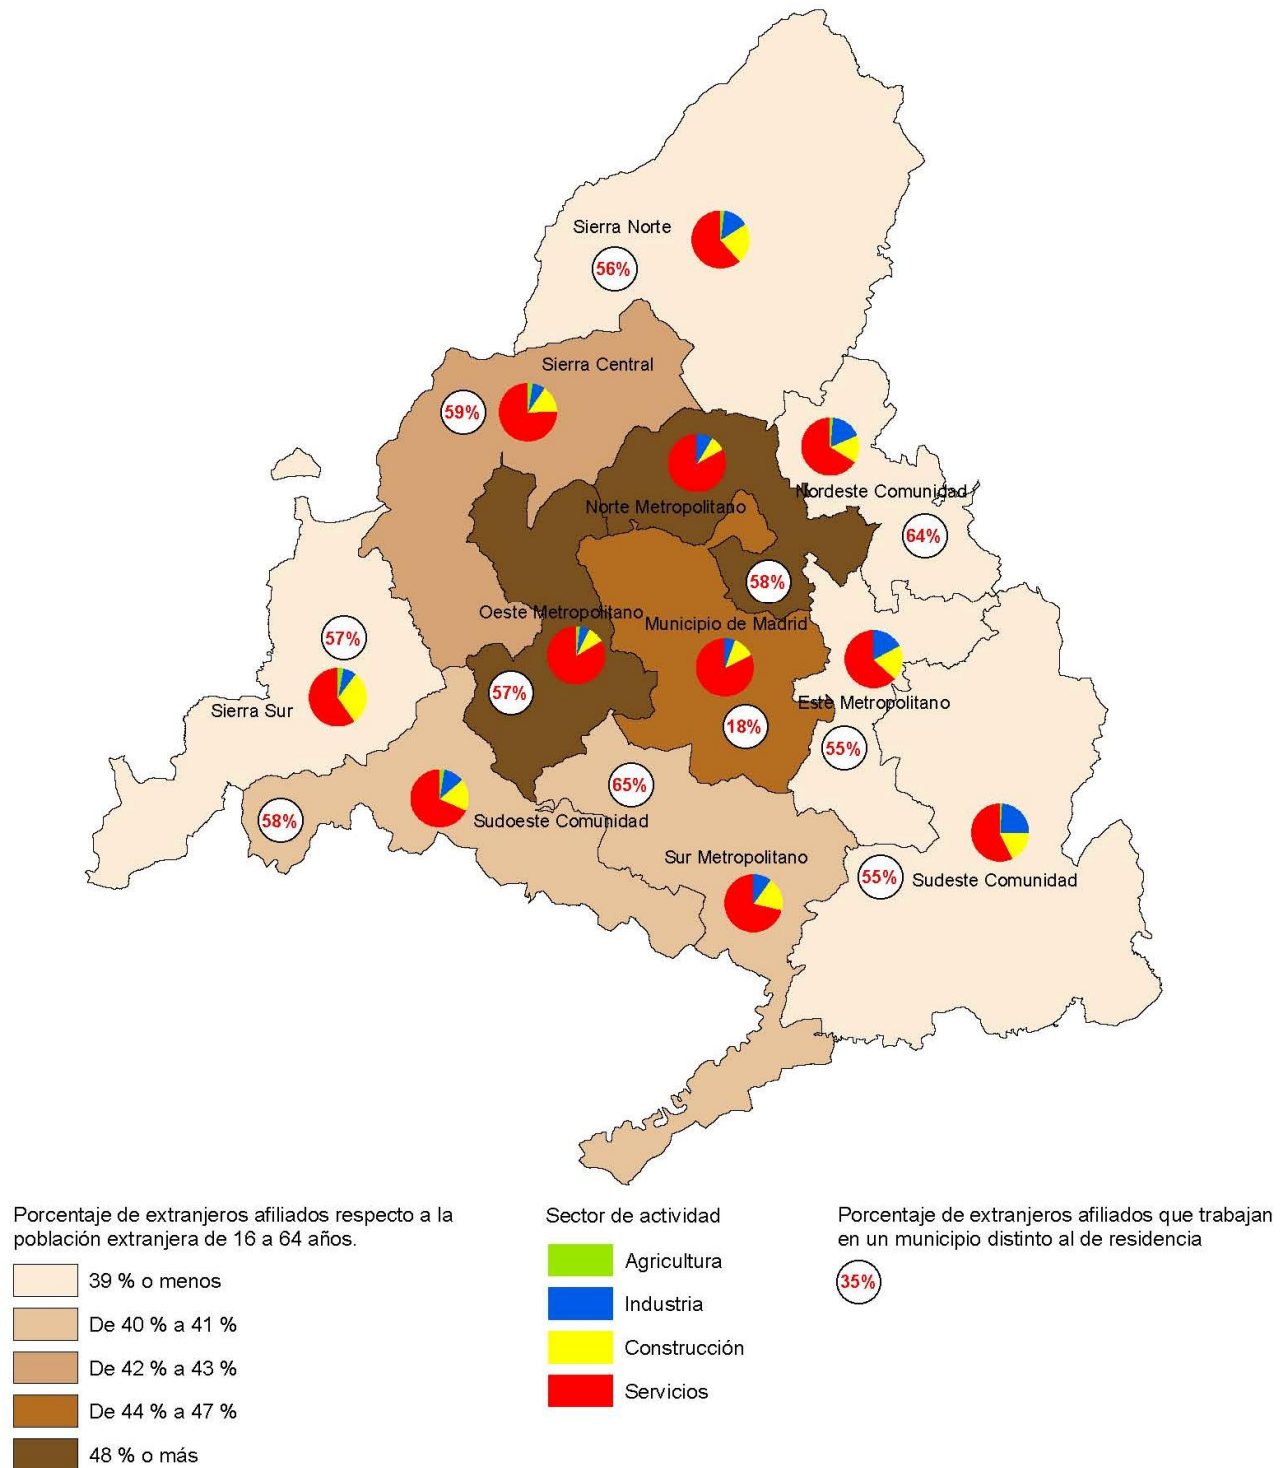 Sierra Norte
56%
Sierra Central
59%
Nordeste Comunidad
64%
Norte Metropolitano
58%
Oeste Metropolitano
57%
Municipio de Madrid
18%
57%
Sierra Sur
Este Metropolitano
55%
65%
58%
Sudoeste Comunidad
Sur Metropolitano
55%
Sudeste Comunidad
Porcentaje de extranjeros afiliados respecto a la
población extranjera de 16 a 64 años.
39 % o menos
De 40 % a 41 %
De 42 % a 43 %
De 44 % a 47 %
48 % o más
Sector de actividad
Agricultura
Industria
Construcción
Servicios
Porcentaje de extranjeros afiliados que trabajan
en un municipio distinto al de residencia
35%